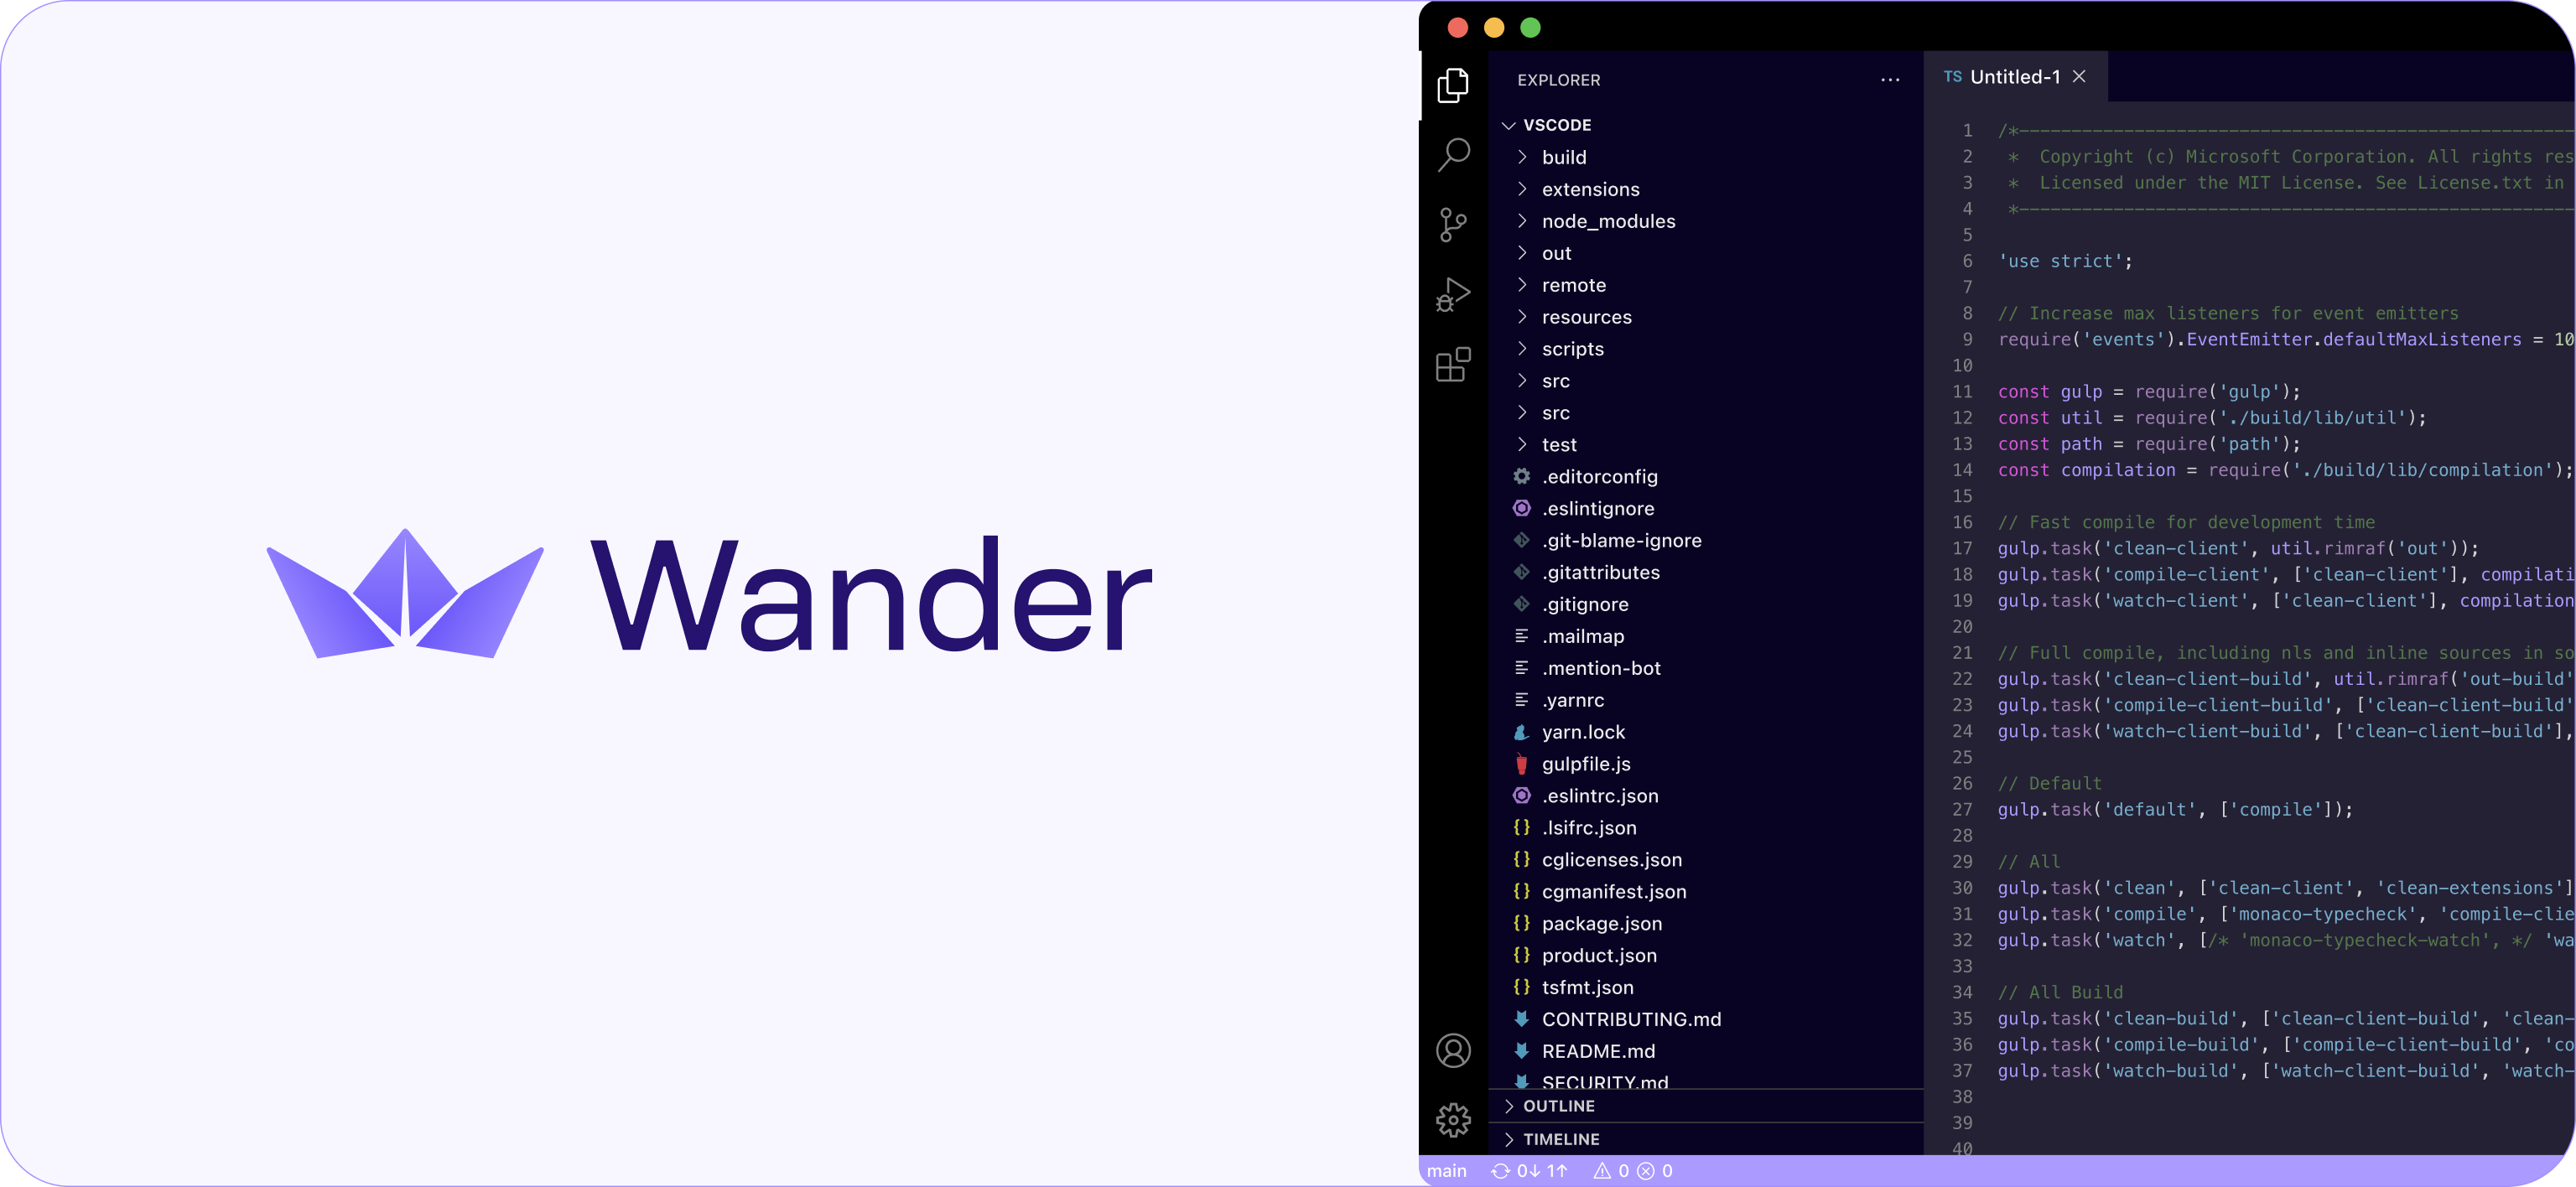 Wander
EXPLORER ...
VSCODE
build
extensions
node_modules
out
remote
resources
scripts
src
src
test
.editorconfig
.eslintignore
.git-blame-ignore
.gitattributes
.gitignore
.mailmap
.mention-bot
.yarnrc
yarn.lock
gulpfile.js
.eslintrc.json
{} .lsifrc.json
{} cglicenses.json
{} cgmanifest.json
{} package.json
{} product.json
{} tsfmt.json
CONTRIBUTING.md
README.md
SECURITY.md
OUTLINE
TIMELINE
TS Untitled-1
1 /*------------------------------------------------------
2 *  Copyright (c) Microsoft Corporation. All rights res
3 *  Licensed under the MIT License. See License.txt in
4 *------------------------------------------------------
5
6 'use strict';
7
8 // Increase max listeners for event emitters
9 require('events').EventEmitter.defaultMaxListeners = 10
10
11 const gulp = require('gulp');
12 const util = require('./build/lib/util');
13 const path = require('path');
14 const compilation = require('./build/lib/compilation');
15
16 // Fast compile for development time
17 gulp.task('clean-client', util.rimraf('out'));
18 gulp.task('compile-client', ['clean-client'], compilati
19 gulp.task('watch-client', ['clean-client'], compilation
20
21 // Full compile, including nls and inline sources in so
22 gulp.task('clean-client-build', util.rimraf('out-build'
23 gulp.task('compile-client-build', ['clean-client-build'
24 gulp.task('watch-client-build', ['clean-client-build'],
25
26 // Default
27 gulp.task('default', ['compile']);
28
29 // All
30 gulp.task('clean', ['clean-client', 'clean-extensions']
31 gulp.task('compile', ['monaco-typecheck', 'compile-clie
32 gulp.task('watch', [/* 'monaco-typecheck-watch', */ 'wa
33
34 // All Build
35 gulp.task('clean-build', ['clean-client-build', 'clean-
36 gulp.task('compile-build', ['compile-client-build', 'co
37 gulp.task('watch-build', ['watch-client-build', 'watch-
38
39
40
main 0↓ 1↑ 0 0